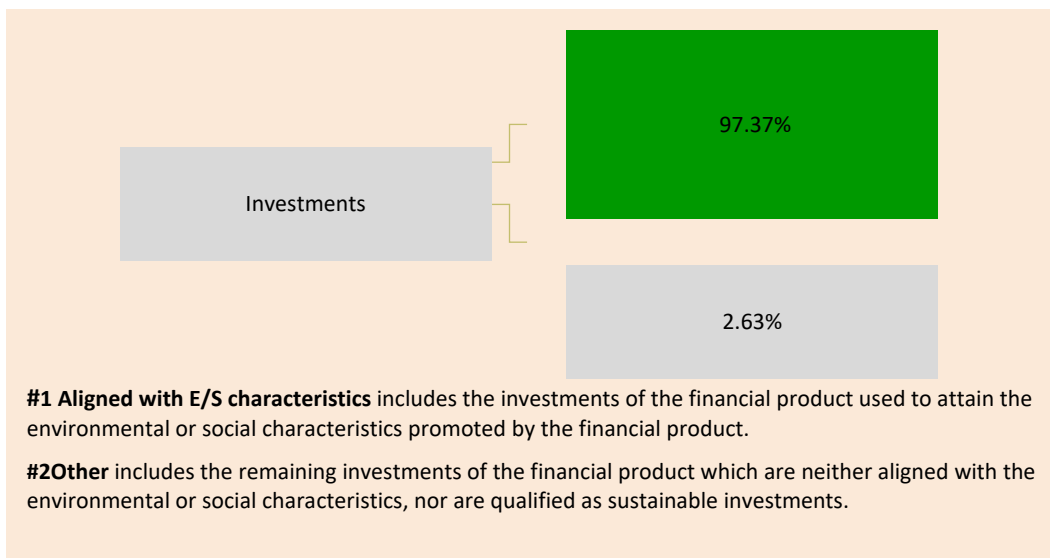 97.37%
Investments
2.63%
#1 Aligned with E/S characteristics includes the investments of the financial product used to attain the
environmental or social characteristics promoted by the financial product.
#2Other includes the remaining investments of the financial product which are neither aligned with the
environmental or social characteristics, nor are qualified as sustainable investments.